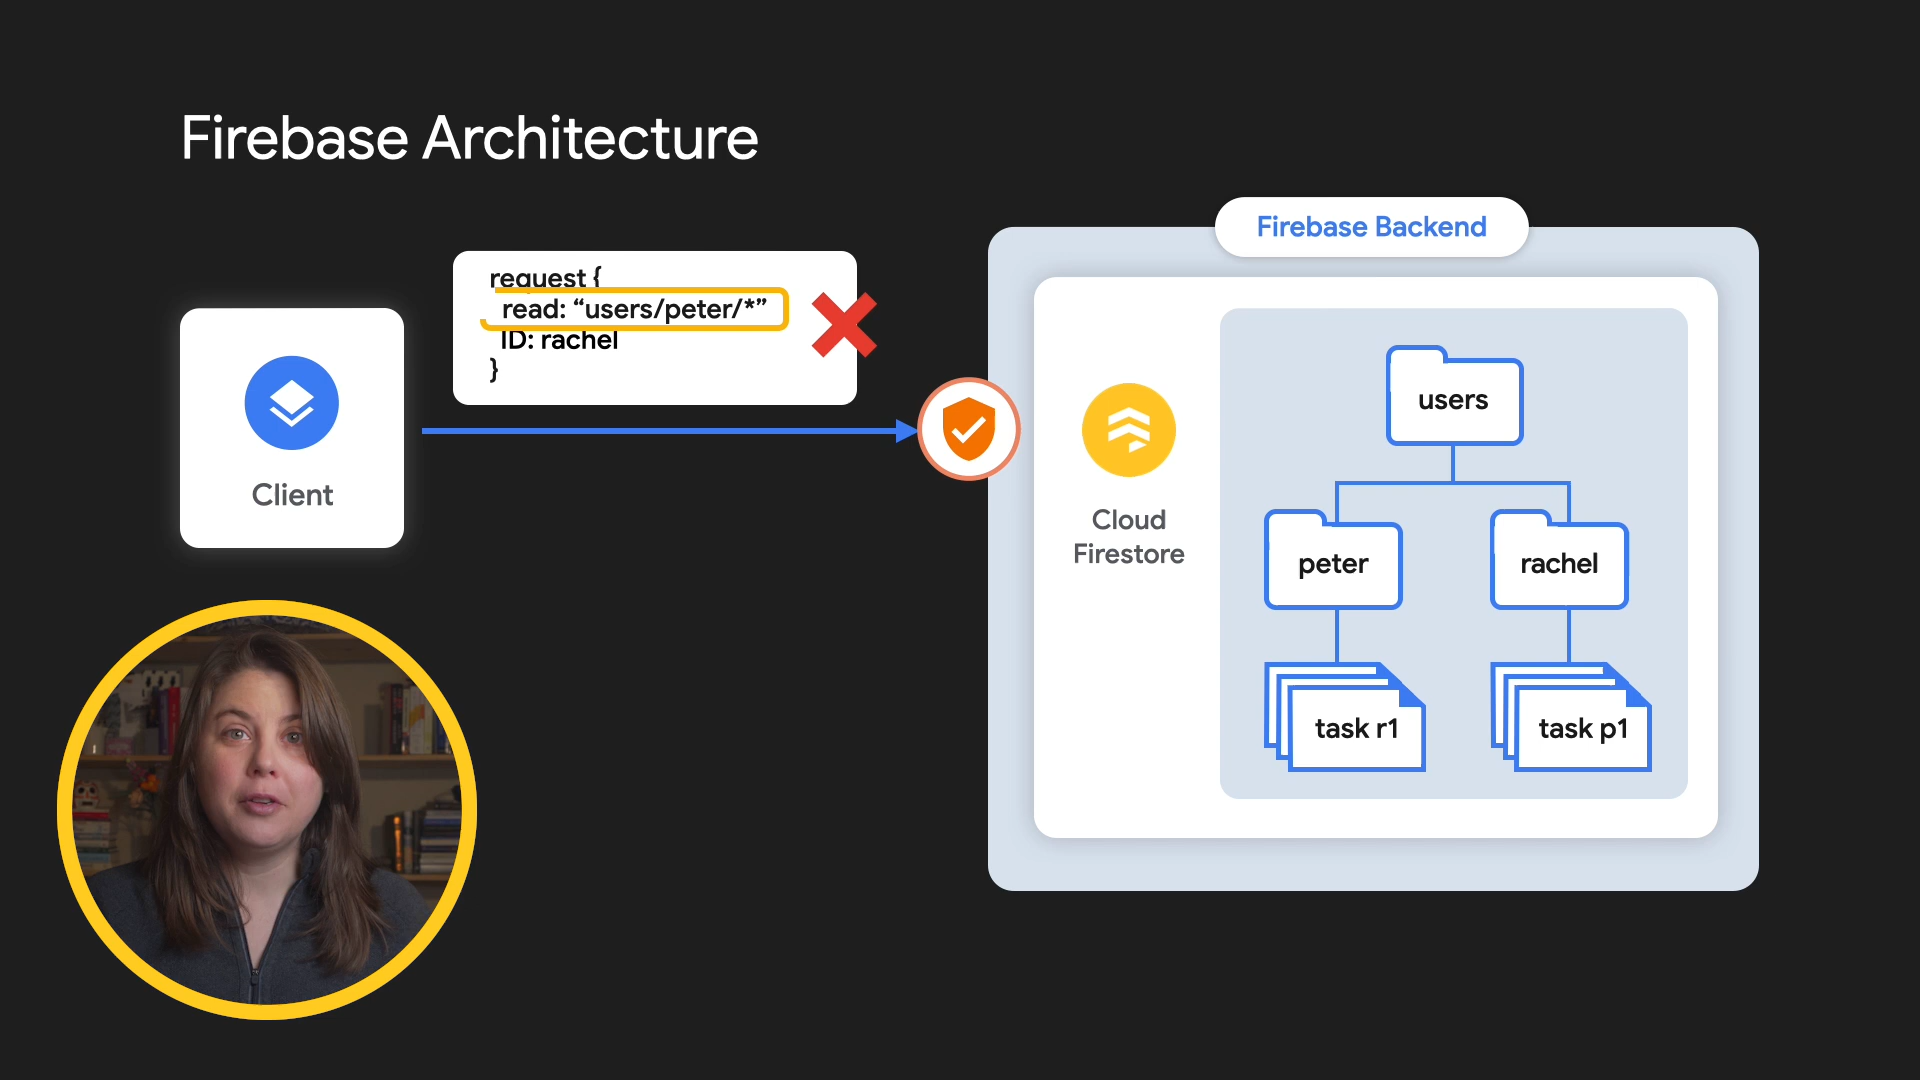 Firebase Architecture
Firebase Backend
request {
read: “users/peter/*”
ID: rachel
}
Client
Cloud
Firestore
users
peter
rachel
task r1
task p1